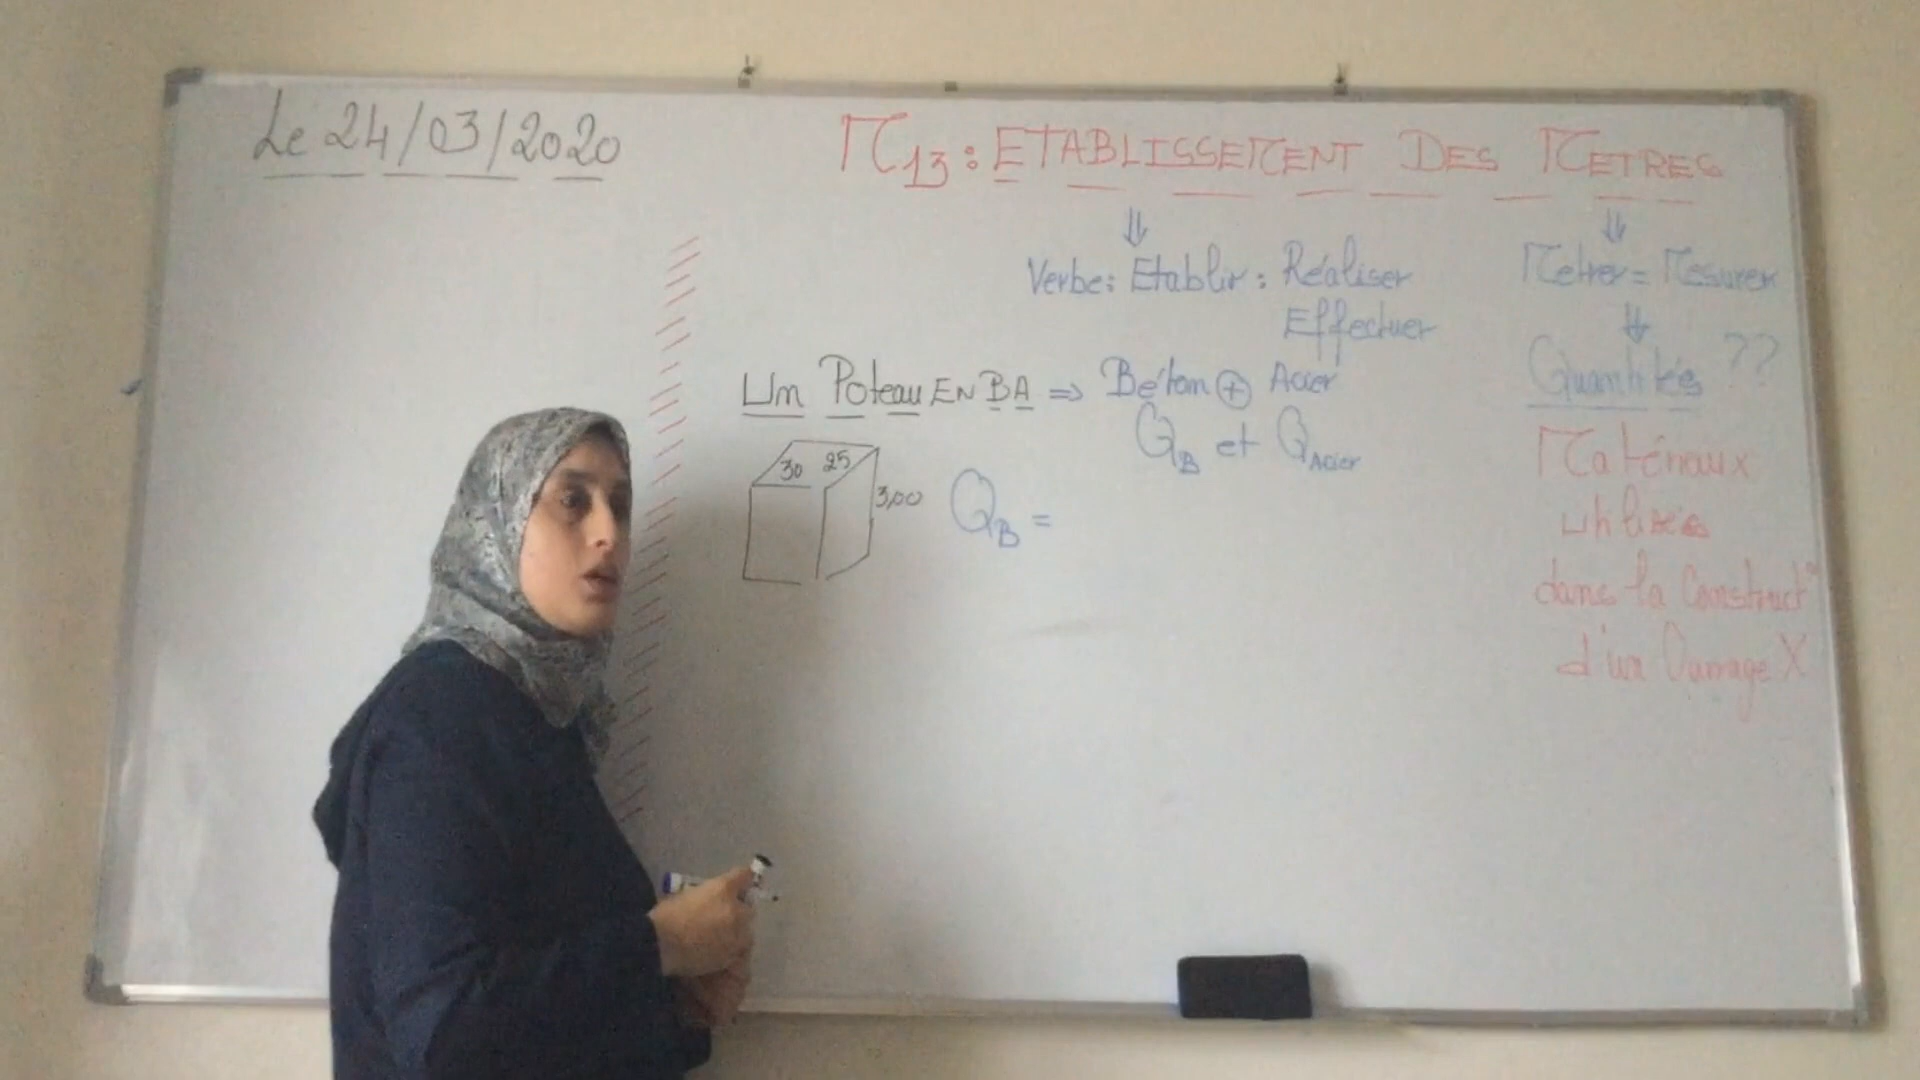 Le 24/03/2020
M13 : ETABLISSEMENT DES METRES
⇓ ⇓
Verbe : Etablir : Réaliser
Effectuer
Metrer = Mesurer
⇓
Quantités ??
Matériaux
utilisés
dans la Construct°
d'un Ouvrage X
Un Poteau EN BA ⇒ Béton ⊕ Acier
QB et QAcier
30 25
3,00
QB =